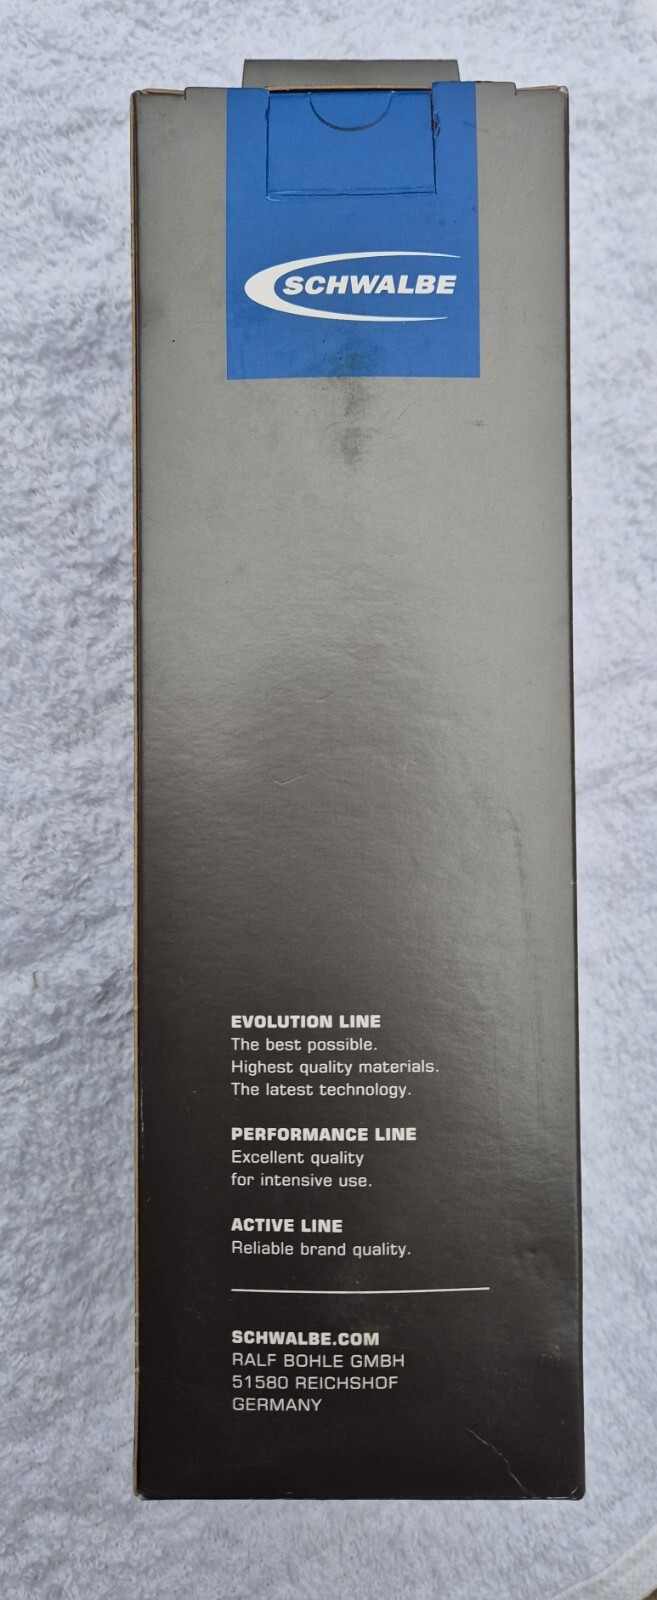 SCHWALBE
EVOLUTION LINE
The best possible.
Highest quality materials.
The latest technology.
PERFORMANCE LINE
Excellent quality
for intensive use.
ACTIVE LINE
Reliable brand quality.
SCHWALBE.COM
RALF BOHLE GMBH
51580 REICHSHOF
GERMANY